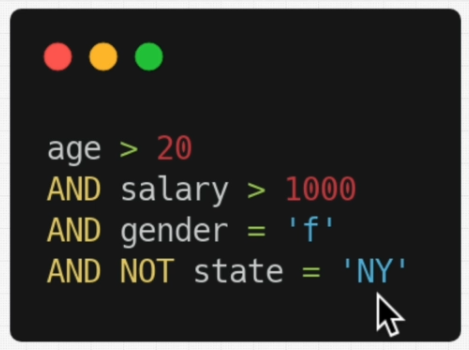 age > 20
AND salary > 1000
AND gender = 'f'
AND NOT state = 'NY'